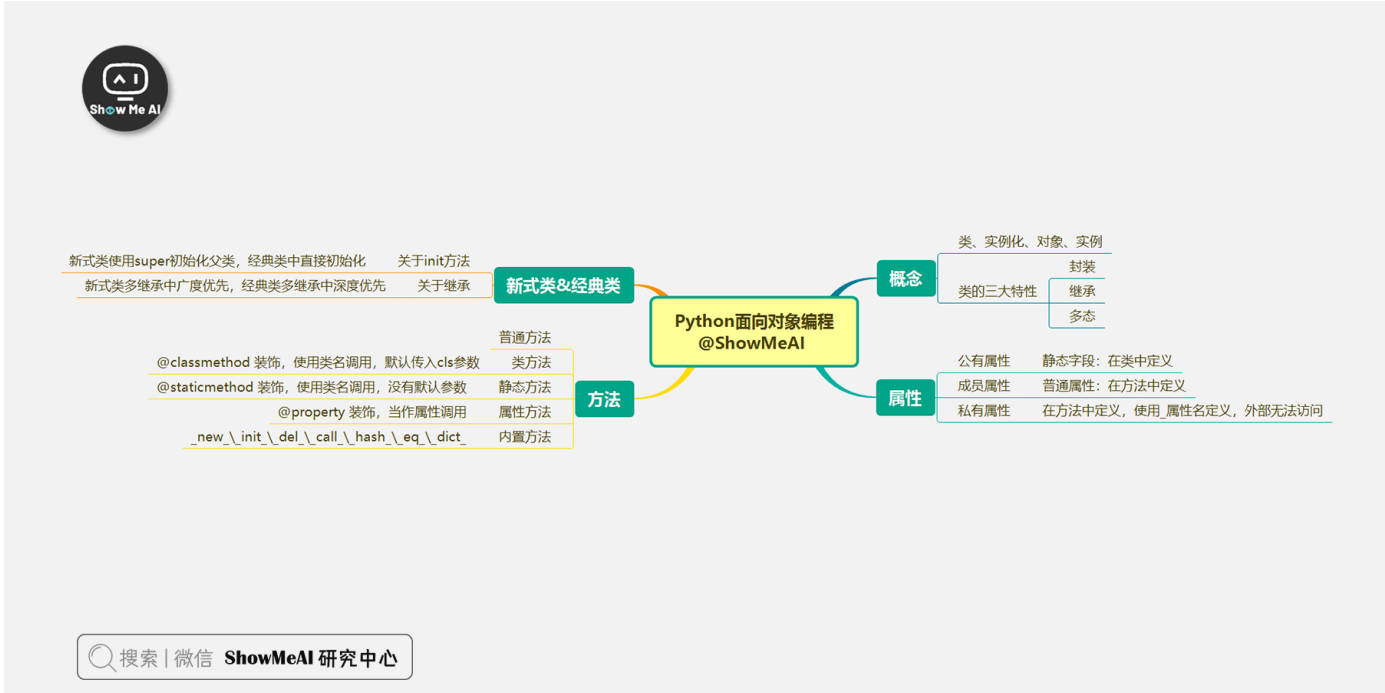 Show Me AI
Python面向对象编程
@ShowMeAI
概念
类、实例化、对象、实例
类的三大特性
封装
继承
多态
属性
公有属性 静态字段：在类中定义
成员属性 普通属性：在方法中定义
私有属性 在方法中定义，使用_属性名定义，外部无法访问
新式类&经典类
新式类使用super初始化父类，经典类中直接初始化 关于init方法
新式类多继承中广度优先，经典类多继承中深度优先 关于继承
方法
普通方法
@classmethod 装饰，使用类名调用，默认传入cls参数 类方法
@staticmethod 装饰，使用类名调用，没有默认参数 静态方法
@property 装饰，当作属性调用 属性方法
_new_\_init_\_del_\_call_\_hash_\_eq_\_dict_ 内置方法
搜索 | 微信 ShowMeAI 研究中心